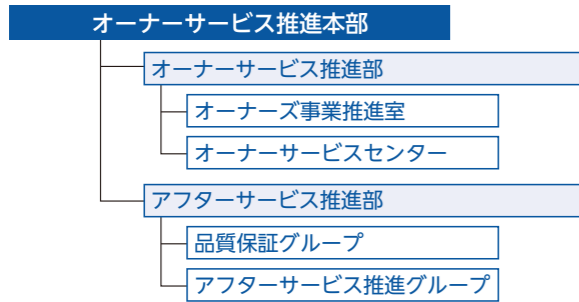 オーナーサービス推進本部
オーナーサービス推進部
オーナーズ事業推進室
オーナーサービスセンター
アフターサービス推進部
品質保証グループ
アフターサービス推進グループ